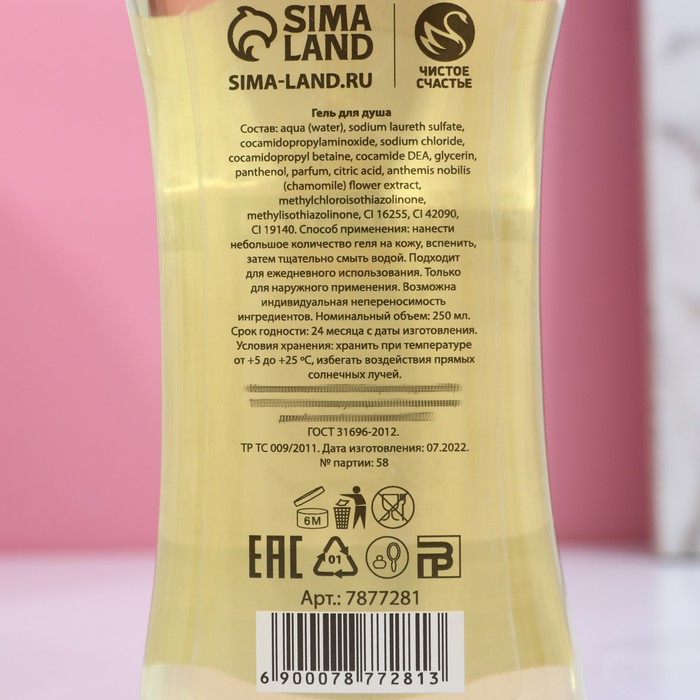 SIMA
LAND
SIMA-LAND.RU
ЧИСТОЕ
СЧАСТЬЕ
Гель для душа
Состав: aqua (water), sodium laureth sulfate,
cocamidopropylaminoxide, sodium chloride,
cocamidopropyl betaine, cocamide DEA, glycerin,
panthenol, parfum, citric acid, anthemis nobilis
(chamomile) flower extract,
methylchloroisothiazolinone,
methylisothiazolinone, CI 16255, CI 42090,
CI 19140. Способ применения: нанести
небольшое количество геля на кожу, вспенить,
затем тщательно смыть водой. Подходит
для ежедневного использования. Только
для наружного применения. Возможна
индивидуальная непереносимость
ингредиентов. Номинальный объем: 250 мл.
Срок годности: 24 месяца с даты изготовления.
Условия хранения: хранить при температуре
от +5 до +25 ºС, избегать воздействия прямых
солнечных лучей.
ГОСТ 31696-2012.
ТР ТС 009/2011. Дата изготовления: 07.2022.
№ партии: 58
6М
EAC
01
Арт.: 7877281
6 900078 772813